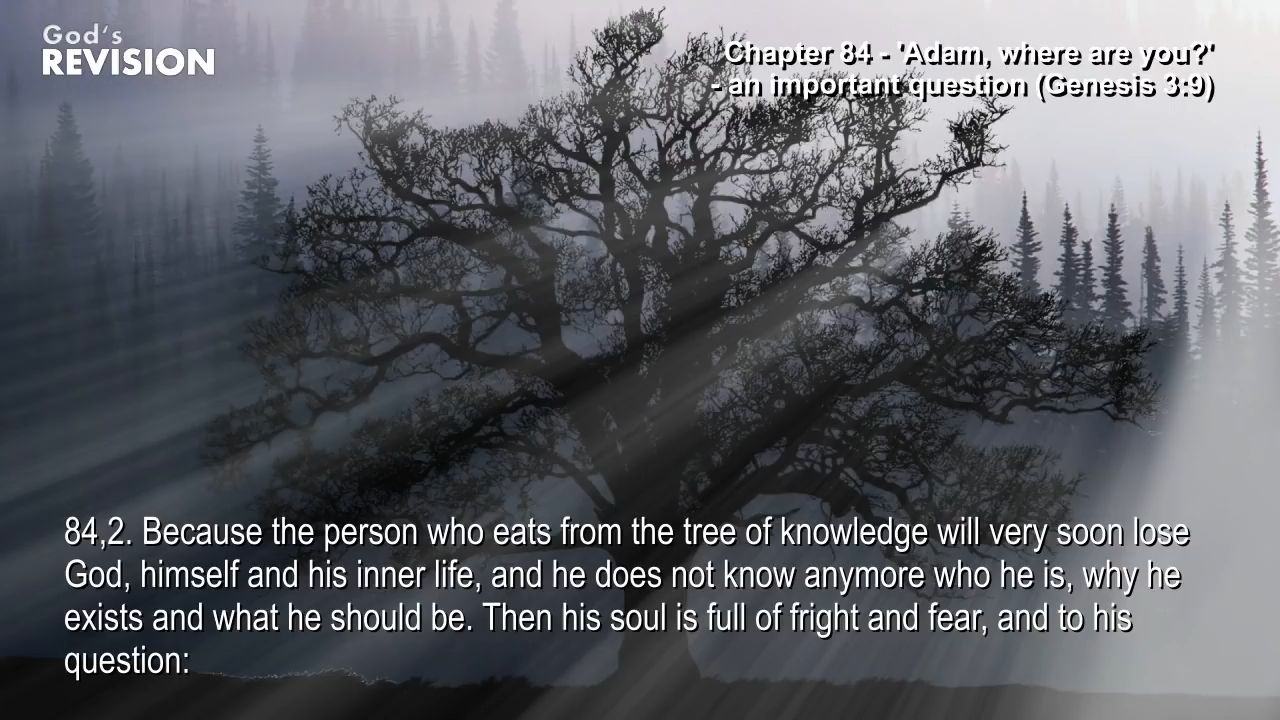 God's
REVISION
Chapter 84 - 'Adam, where are you?'
- an important question (Genesis 3:9)
84,2. Because the person who eats from the tree of knowledge will very soon lose
God, himself and his inner life, and he does not know anymore who he is, why he
exists and what he should be. Then his soul is full of fright and fear, and to his
question: